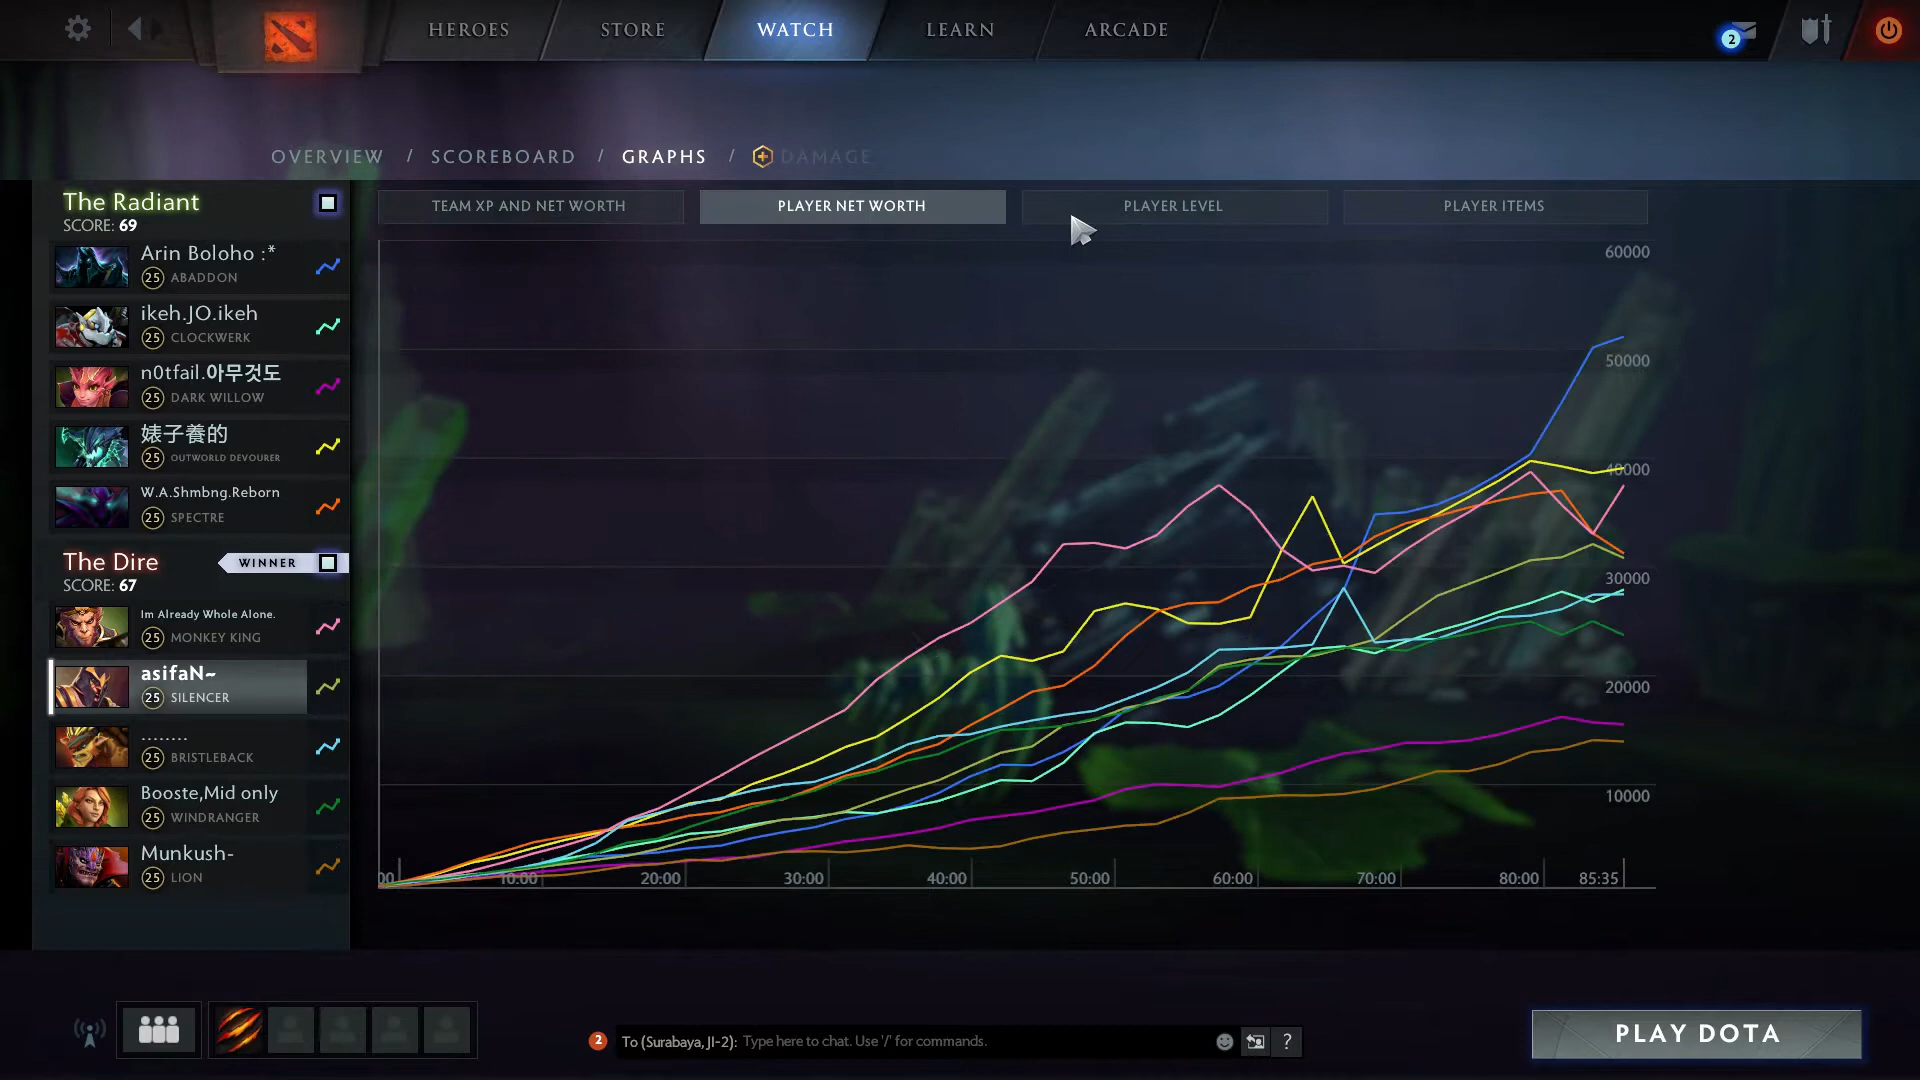 HEROES
STORE
WATCH
LEARN
ARCADE
2
OVERVIEW / SCOREBOARD / GRAPHS / DAMAGE
The Radiant
SCORE: 69
Arin Boloho :*
25 ABADDON
ikeh.JO.ikeh
25 CLOCKWERK
n0tfail.아무것도
25 DARK WILLOW
婊子養的
25 OUTWORLD DEVOURER
W.A.Shmbng.Reborn
25 SPECTRE
The Dire
WINNER
SCORE: 67
Im Already Whole Alone.
25 MONKEY KING
asifaN~
25 SILENCER
........
25 BRISTLEBACK
Booste,Mid only
25 WINDRANGER
Munkush-
25 LION
TEAM XP AND NET WORTH
PLAYER NET WORTH
PLAYER LEVEL
PLAYER ITEMS
60000
50000
40000
30000
20000
10000
00 10:00 20:00 30:00 40:00 50:00 60:00 70:00 80:00 85:35
2
To (Surabaya, JI-2): Type here to chat. Use '/' for commands.
?
PLAY DOTA